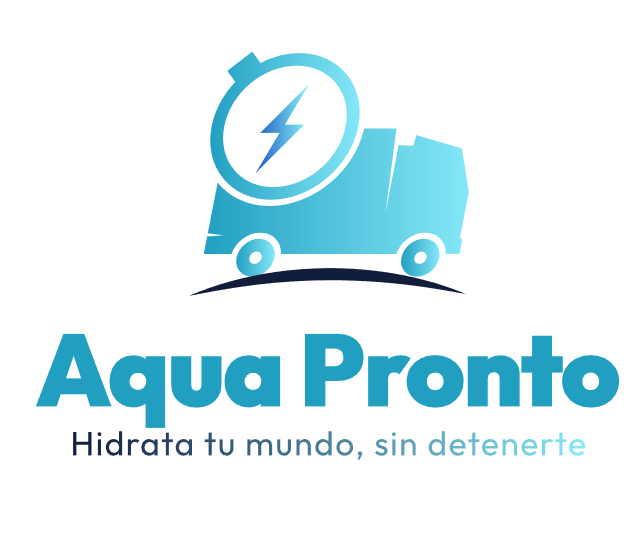 Aqua Pronto
Hidrata tu mundo, sin detenerte